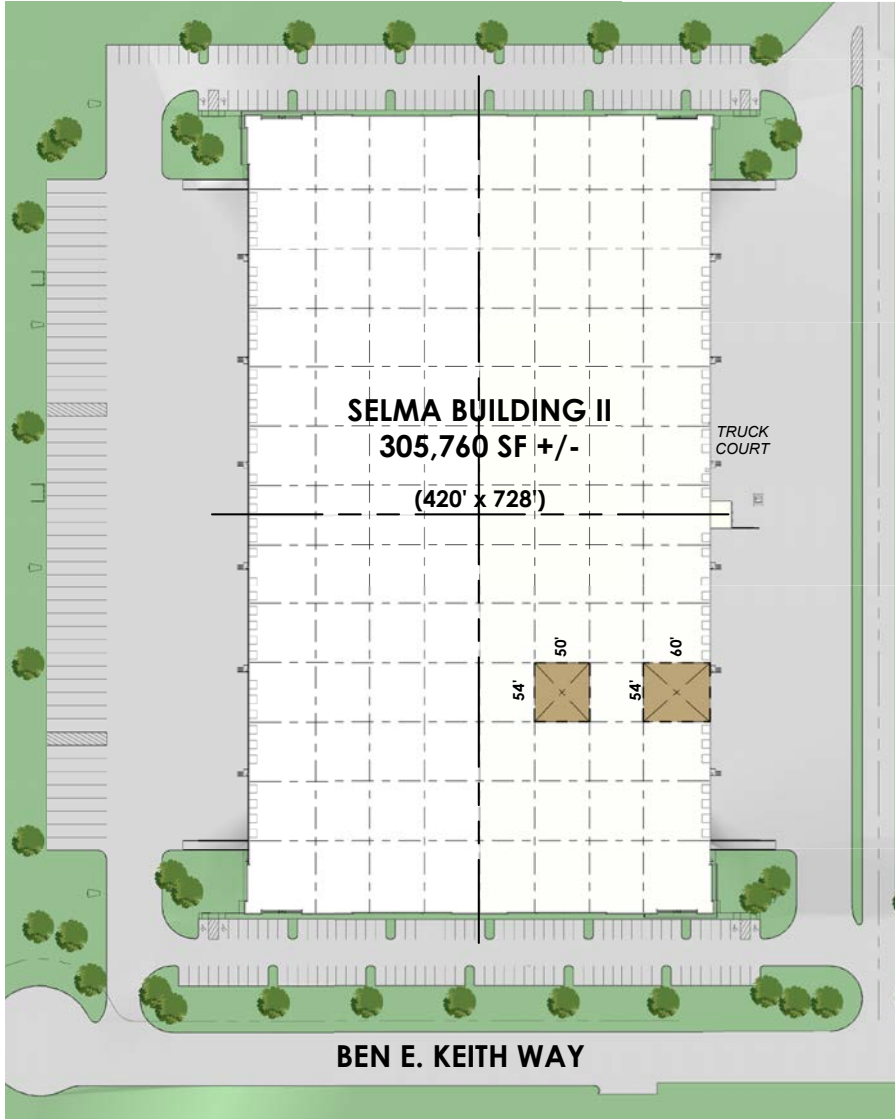 SELMA BUILDING II
305,760 SF +/-
(420' x 728')
TRUCK
COURT
50'
60'
54'
54'
BEN E. KEITH WAY